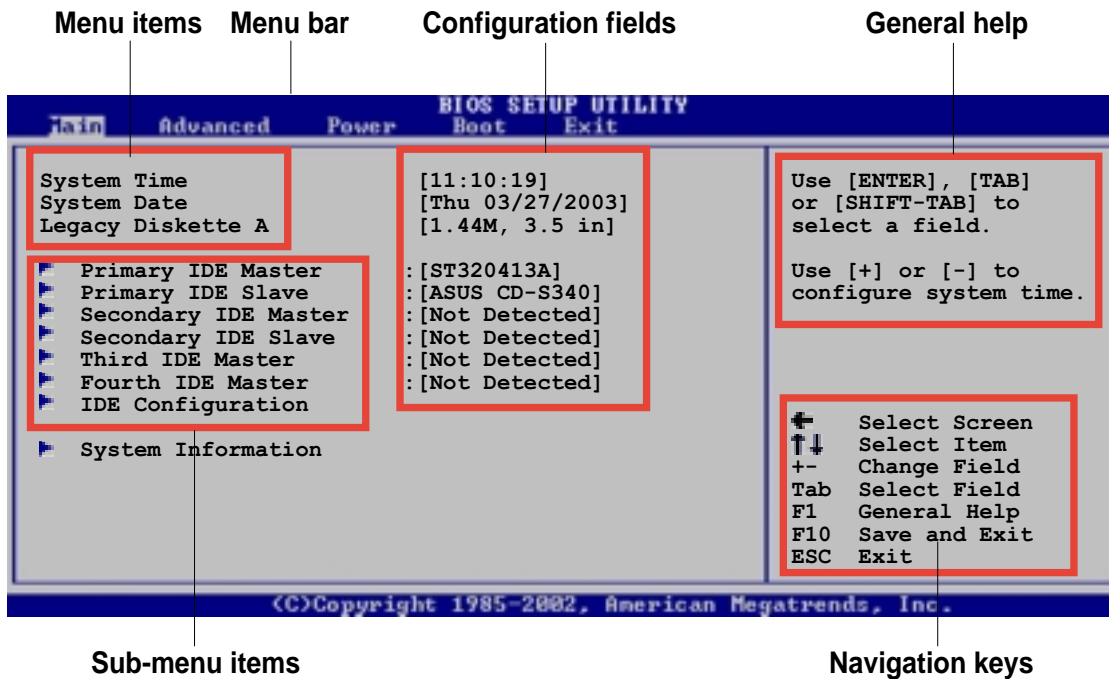 Menu items Menu bar Configuration fields General help
BIOS SETUP UTILITY
Main Advanced Power Boot Exit
System Time [11:10:19]
System Date [Thu 03/27/2003]
Legacy Diskette A [1.44M, 3.5 in]
Primary IDE Master :[ST320413A]
Primary IDE Slave :[ASUS CD-S340]
Secondary IDE Master :[Not Detected]
Secondary IDE Slave :[Not Detected]
Third IDE Master :[Not Detected]
Fourth IDE Master :[Not Detected]
IDE Configuration
System Information
Use [ENTER], [TAB]
or [SHIFT-TAB] to
select a field.
Use [+] or [-] to
configure system time.
← Select Screen
↑↓ Select Item
+- Change Field
Tab Select Field
F1 General Help
F10 Save and Exit
ESC Exit
(C)Copyright 1985-2002, American Megatrends, Inc.
Sub-menu items Navigation keys